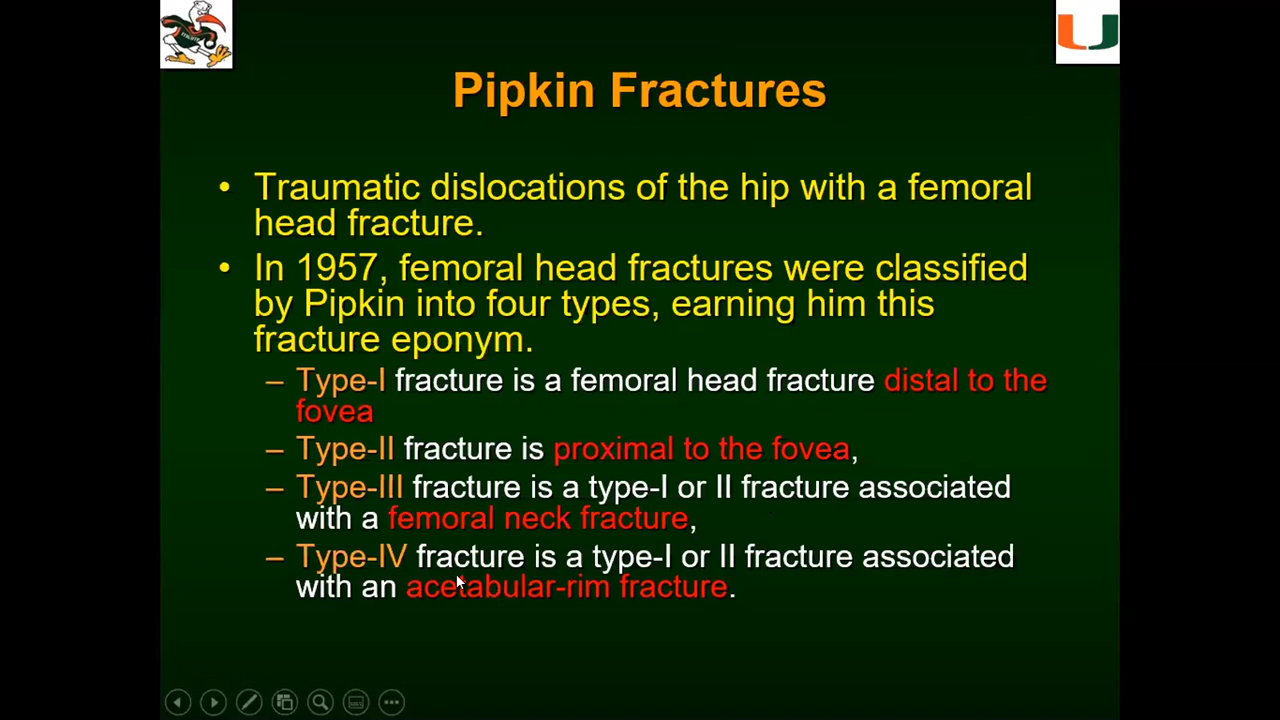 Pipkin Fractures
• Traumatic dislocations of the hip with a femoral
head fracture.
• In 1957, femoral head fractures were classified
by Pipkin into four types, earning him this
fracture eponym.
– Type-I fracture is a femoral head fracture distal to the
fovea
– Type-II fracture is proximal to the fovea,
– Type-III fracture is a type-I or II fracture associated
with a femoral neck fracture,
– Type-IV fracture is a type-I or II fracture associated
with an acetabular-rim fracture.